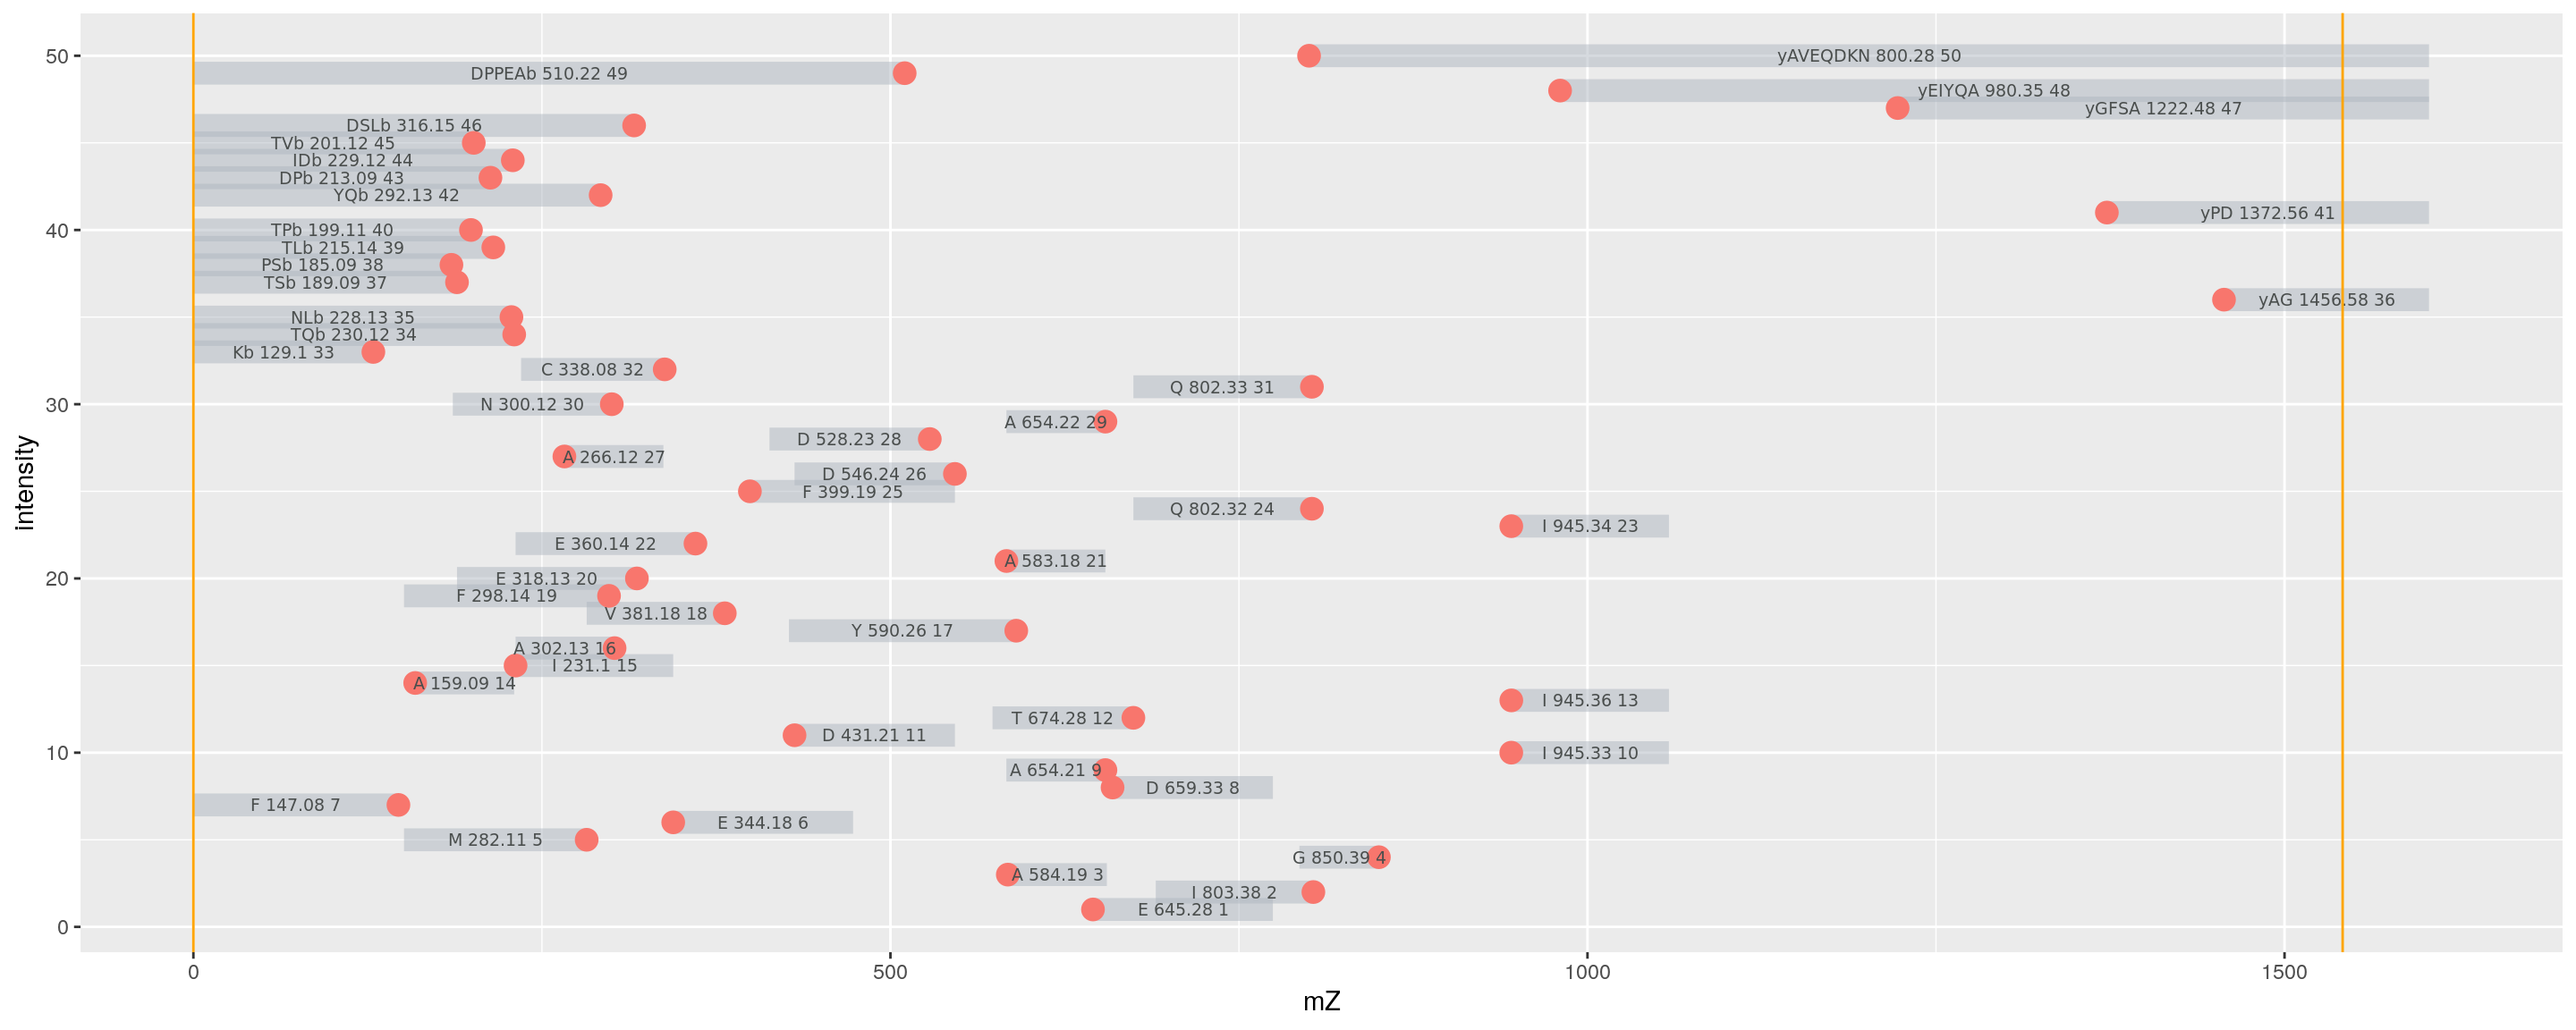 50
yAVEQDKN 800.28 50
DPPEAb 510.22 49
yEIYQA 980.35 48
yGFSA 1222.48 47
DSLb 316.15 46
TVb 201.12 45
IDb 229.12 44
DPb 213.09 43
YQb 292.13 42
yPD 1372.56 41
40
TPb 199.11 40
TLb 215.14 39
PSb 185.09 38
TSb 189.09 37
yAG 1456.58 36
NLb 228.13 35
TQb 230.12 34
Kb 129.1 33
C 338.08 32
Q 802.33 31
30
N 300.12 30
A 654.22 29
D 528.23 28
A 266.12 27
D 546.24 26
F 399.19 25
Q 802.32 24
I 945.34 23
E 360.14 22
A 583.18 21
20
E 318.13 20
F 298.14 19
V 381.18 18
Y 590.26 17
A 302.13 16
I 231.1 15
A 159.09 14
I 945.36 13
T 674.28 12
D 431.21 11
10
I 945.33 10
A 654.21 9
D 659.33 8
F 147.08 7
E 344.18 6
M 282.11 5
G 850.39 4
A 584.19 3
I 803.38 2
E 645.28 1
0
intensity
0
500
1000
1500
mZ